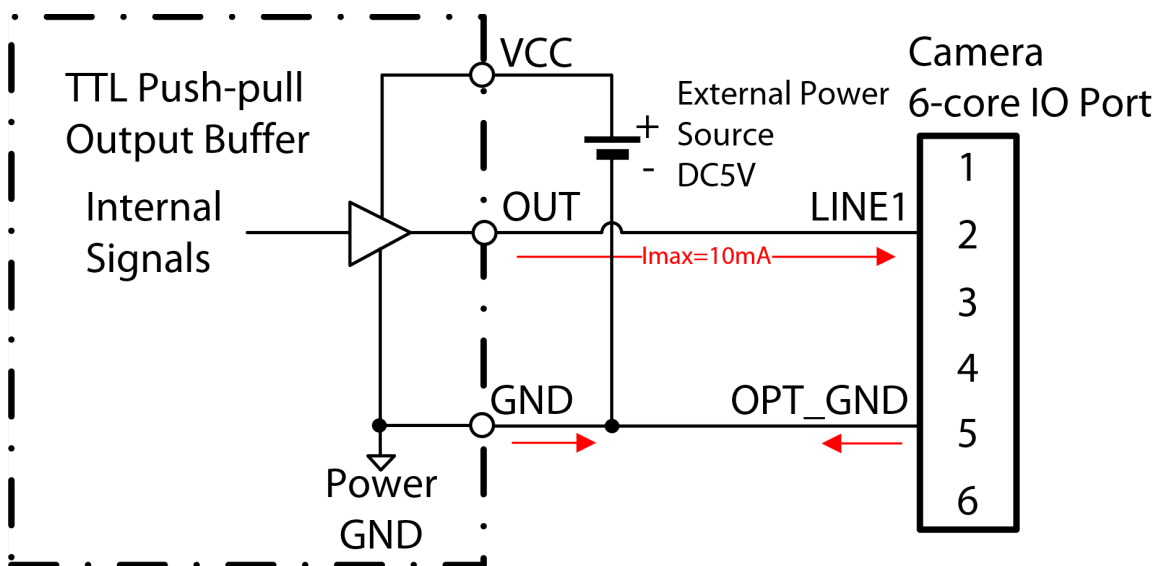 TTL Push-pull
Output Buffer
Internal
Signals
VCC
External Power
Source
DC5V
+
-
OUT
LINE1
Imax=10mA
GND
OPT_GND
Power
GND
Camera
6-core IO Port
1
2
3
4
5
6